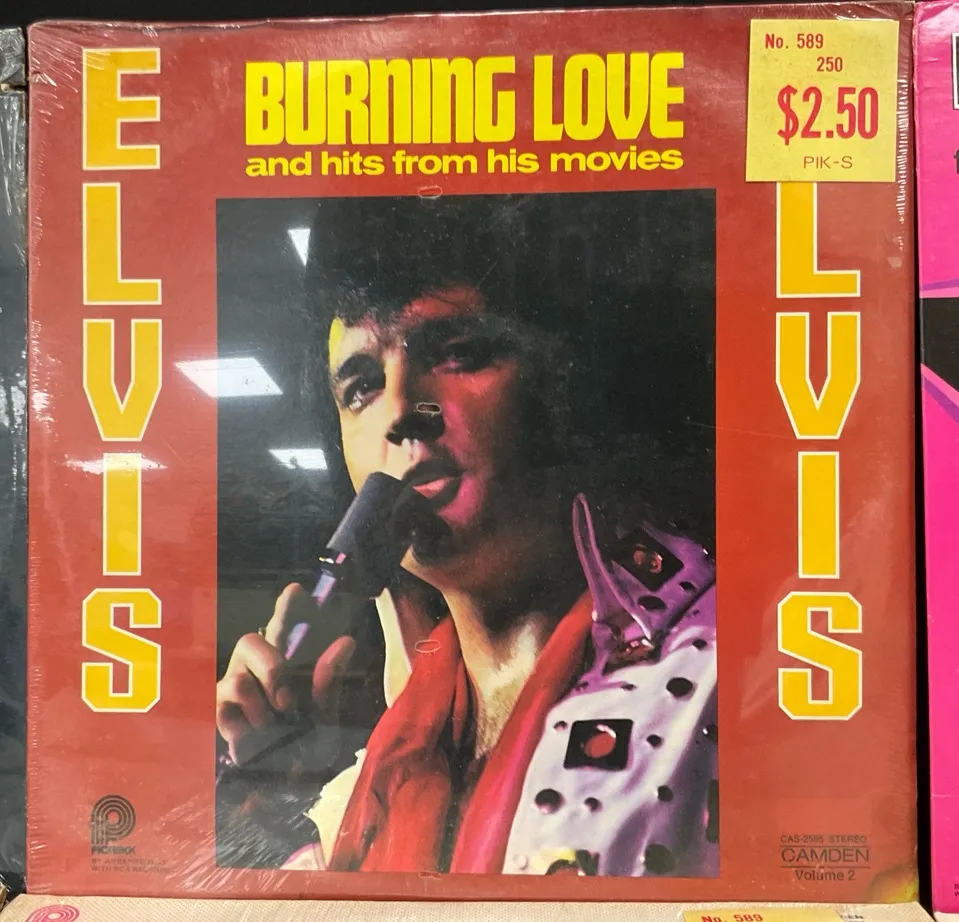 ELVIS
BURNING LOVE
and hits from his movies
No. 589
250
$2.50
PIK-S
LVIS
PICKWICK
CAS-2595 STEREO
CAMDEN
Volume 2
No. 589